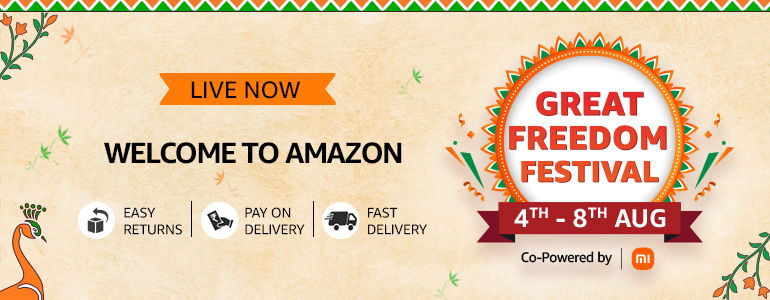 LIVE NOW
WELCOME TO AMAZON
EASY
RETURNS
PAY ON
DELIVERY
FAST
DELIVERY
GREAT
FREEDOM
FESTIVAL
4TH - 8TH AUG
Co-Powered by
mi